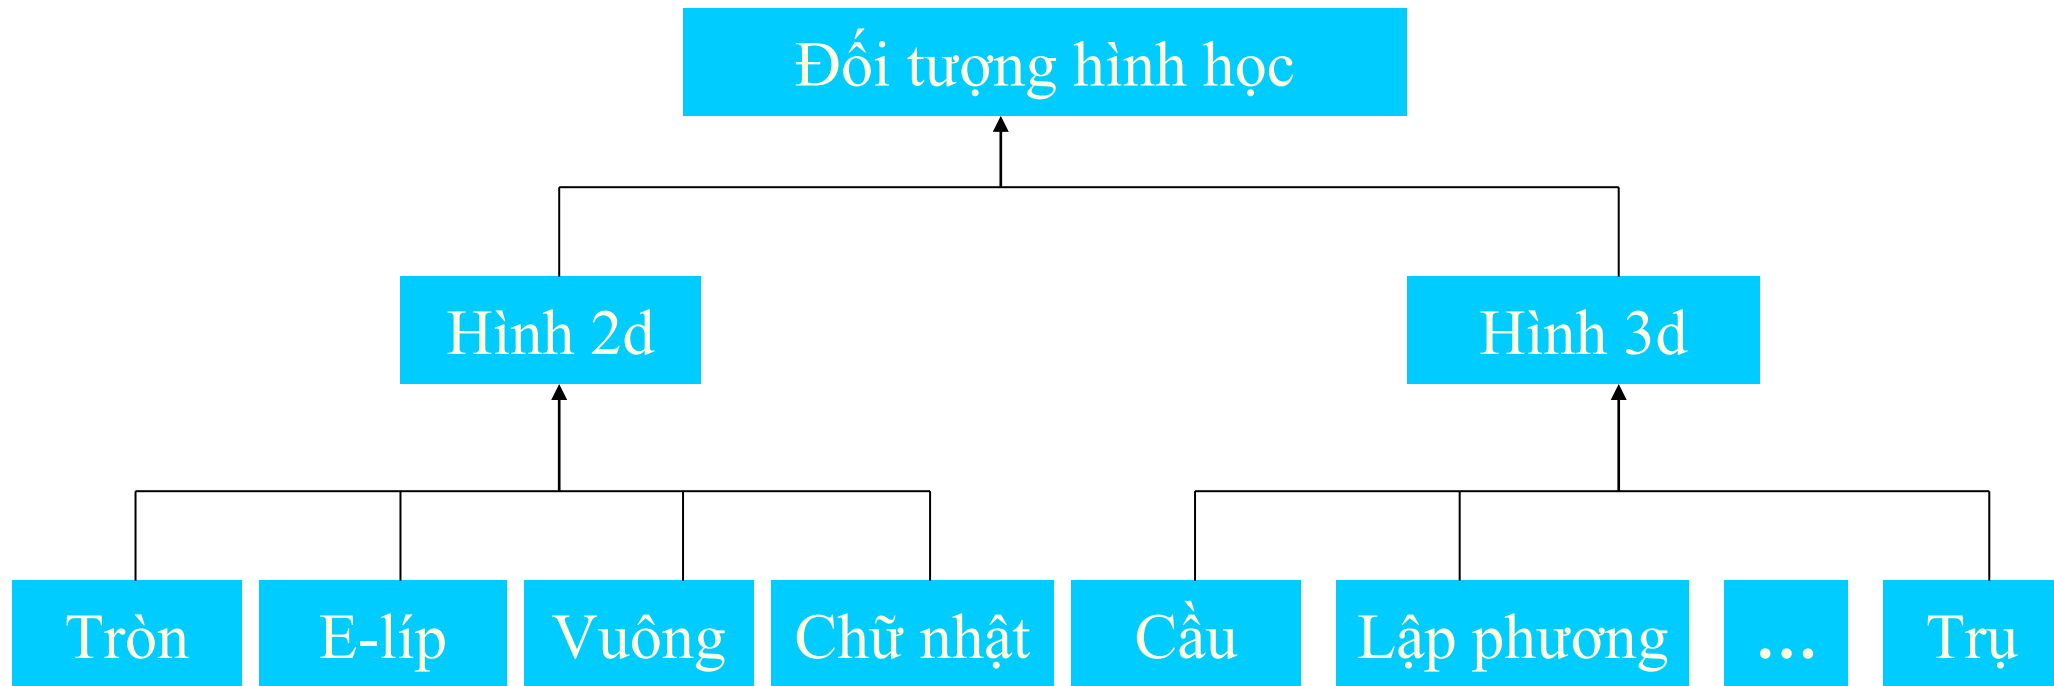 Đối tượng hình học
Hình 2d
Hình 3d
Tròn
E-líp
Vuông
Chữ nhật
Cầu
Lập phương
...
Trụ